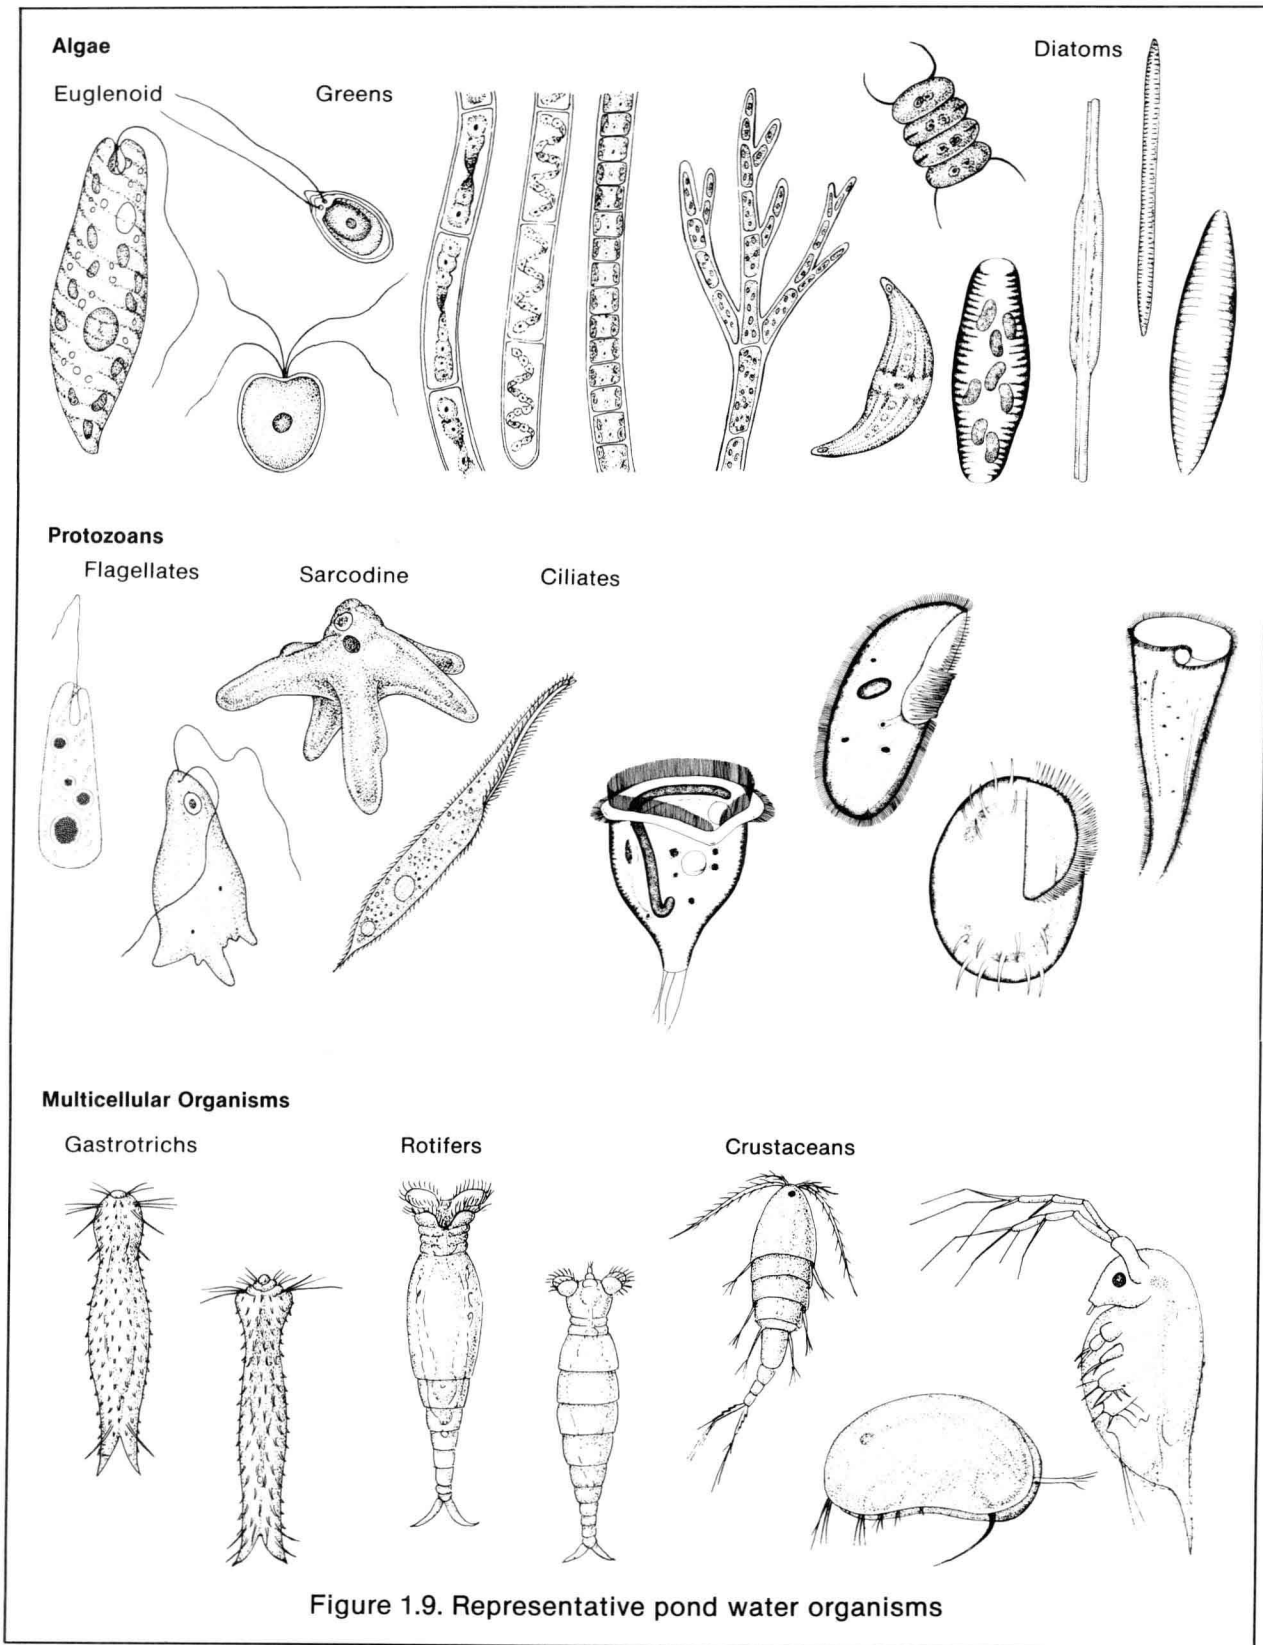 Algae
Euglenoid
Greens
Diatoms
Protozoans
Flagellates
Sarcodine
Ciliates
Multicellular Organisms
Gastrotrichs
Rotifers
Crustaceans
Figure 1.9. Representative pond water organisms